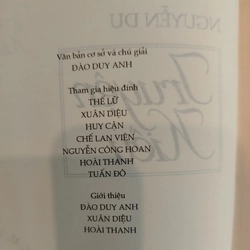 Văn bản cơ sở và chú giải
ĐÀO DUY ANH
Tham gia hiệu đính
THẾ LỮ
XUÂN DIỆU
HUY CẬN
CHẾ LAN VIÊN
NGUYỄN CÔNG HOAN
HOÀI THANH
TUẤN ĐÔ
Giới thiệu
ĐÀO DUY ANH
XUÂN DIỆU
HOÀI THANH
NGUYỄN DU
Truyện
Kiều